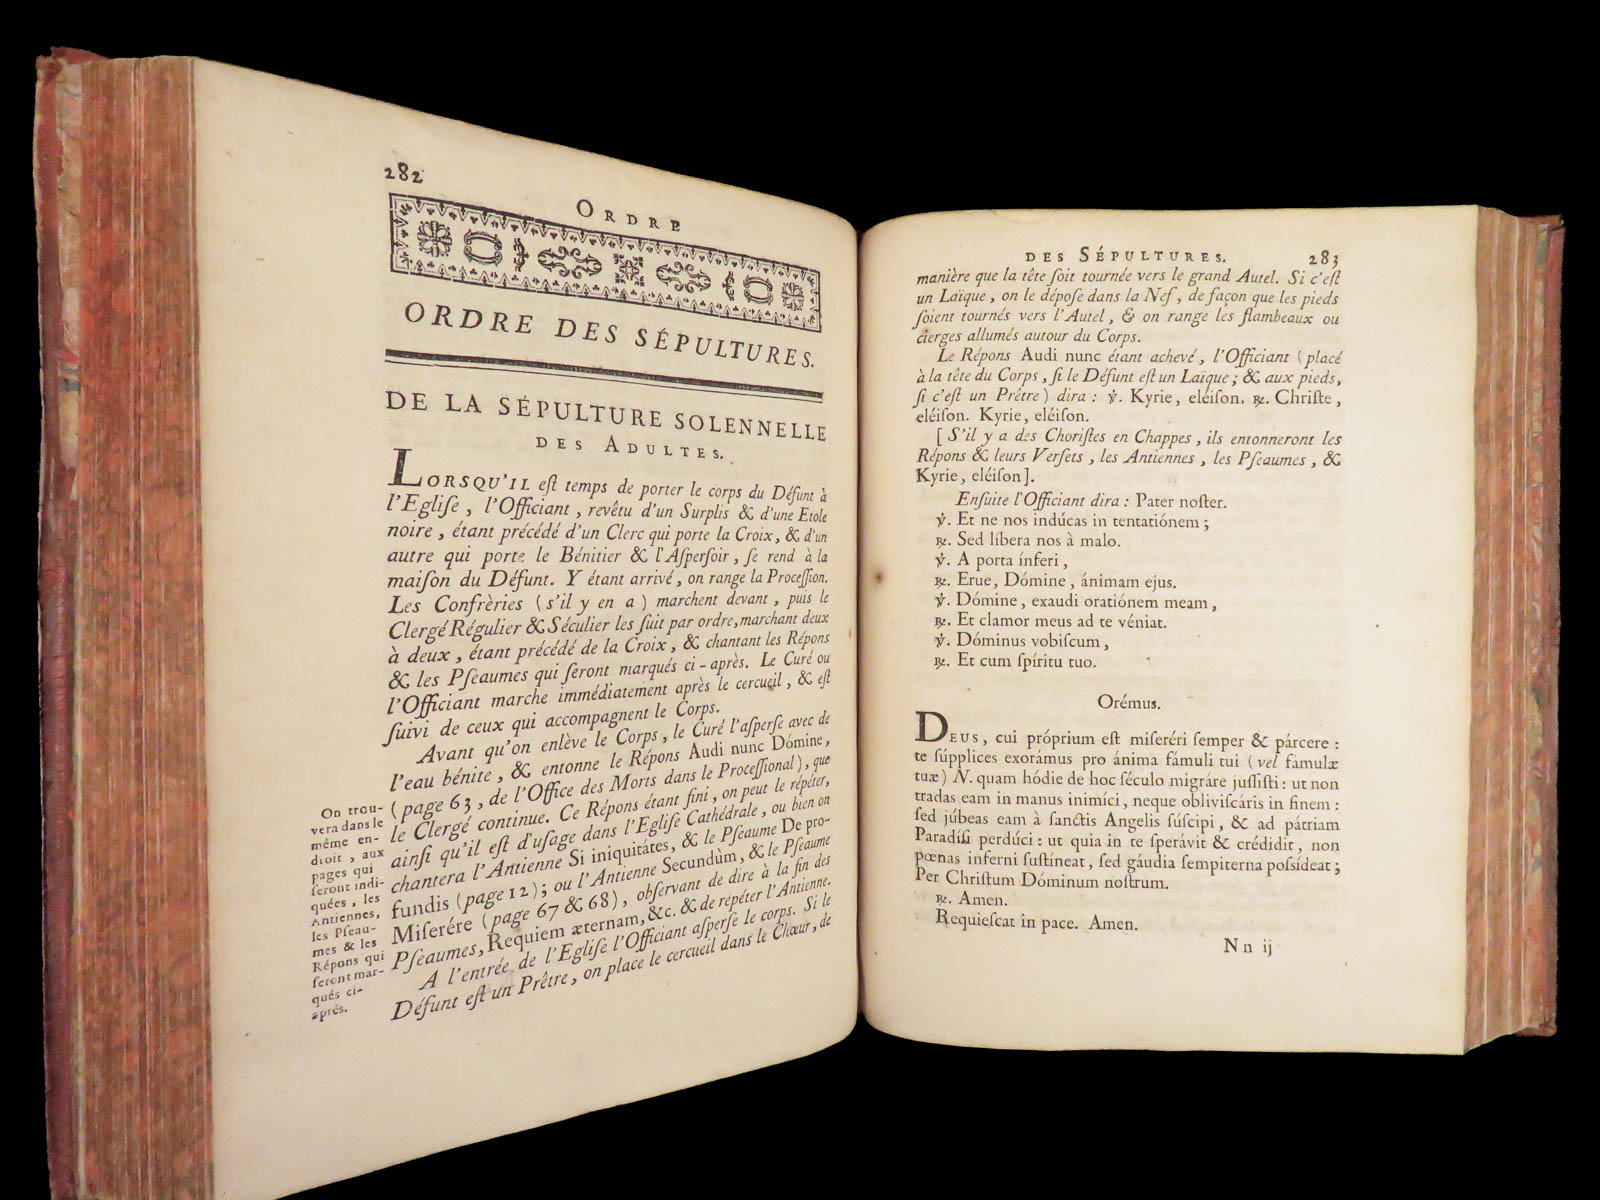 282
ORDRE
ORDRE DES SÉPULTURES.
DE LA SÉPULTURE SOLENNELLE
DES ADULTES.
LORSQU'IL eſt temps de porter le corps du Défunt à
l'Egliſe, l'Officiant, revêtu d'un Surplis & d'une Etole
noire, étant précédé d'un Clerc qui porte la Croix, & d'un
autre qui porte le Bénitier & l'Aſperſoir, ſe rend à la
maiſon du Défunt. Y étant arrivé, on range la Proceſſion.
Les Confrèries (s'il y en a) marchent devant, puis le
Clergé Régulier & Séculier les ſuit par ordre, marchant deux
à deux, étant précédé de la Croix, & chantant les Répons
& les Pſeaumes qui ſeront marqués ci-après. Le Curé ou
l'Officiant marche immédiatement après le cercueil, & eſt
ſuivi de ceux qui accompagnent le Corps.
Avant qu'on enlève le Corps, le Curé l'aſperſe avec de
l'eau bénite, & entonne le Répons Audi nunc Dómine,
(page 63, de l'Office des Morts dans le Proceſſional), que
le Clergé continue. Ce Répons étant fini, on peut le répéter,
ainſi qu'il eſt d'uſage dans l'Egliſe Cathédrale, ou bien on
chantera l'Antienne Si iniquitátes, & le Pſeaume De pro-
fundis (page 12); ou l'Antienne Secundùm, & le Pſeaume
Miſerére (page 67 & 68), obſervant de dire à la fin des
Pſeaumes, Requiem æternam, &c. & de répéter l'Antienne.
A l'entrée de l'Egliſe l'Officiant aſperſe le corps. Si le
Défunt eſt un Prêtre, on place le cercueil dans le Chœur, de
On trou-
vera dans le
même en-
droit, aux
pages qui
ſeront indi-
quées, les
Antiennes,
les Pſeau-
mes & les
Répons qui
ſeront mar-
qués ci-
après.
DES SÉPULTURES. 283
manière que la tête ſoit tournée vers le grand Autel. Si c'eſt
un Laïque, on le dépoſe dans la Nef, de façon que les pieds
ſoient tournés vers l'Autel, & on range les flambeaux ou
cierges allumés autour du Corps.
Le Répons Audi nunc étant achevé, l'Officiant (placé
à la tête du Corps, ſi le Défunt eſt un Laïque; & aux pieds,
ſi c'eſt un Prêtre) dira: ℣. Kyrie, eléiſon. ℟. Chriſte,
eléiſon. Kyrie, eléiſon.
[ S'il y a des Choriſtes en Chappes, ils entonneront les
Répons & leurs Verſets, les Antiennes, les Pſeaumes, &
Kyrie, eléiſon].
Enſuite l'Officiant dira: Pater noſter.
℣. Et ne nos indúcas in tentatiónem;
℟. Sed líbera nos à malo.
℣. A porta ínferi,
℟. Erue, Dómine, ánimam ejus.
℣. Dómine, exaudi oratiónem meam,
℟. Et clamor meus ad te véniat.
℣. Dóminus vobiſcum,
℟. Et cum ſpíritu tuo.
Orémus.
DEUS, cui próprium eſt miſeréri ſemper & párcere:
te ſúpplices exorámus pro ánima fámuli tui (vel fámulæ
tuæ) N. quam hódie de hoc ſéculo migráre juſſiſti: ut non
tradas eam in manus inimíci, neque obliviſcáris in finem:
ſed júbeas eam à ſanctis Angelis ſúſcipi, & ad pátriam
Paradíſi perdúci: ut quia in te ſperávit & crédidit, non
pœnas inferni ſuſtíneat, ſed gáudia ſempiterna poſsídeat;
Per Chriſtum Dóminum noſtrum.
℟. Amen.
Requieſcat in pace. Amen.
Nn ij